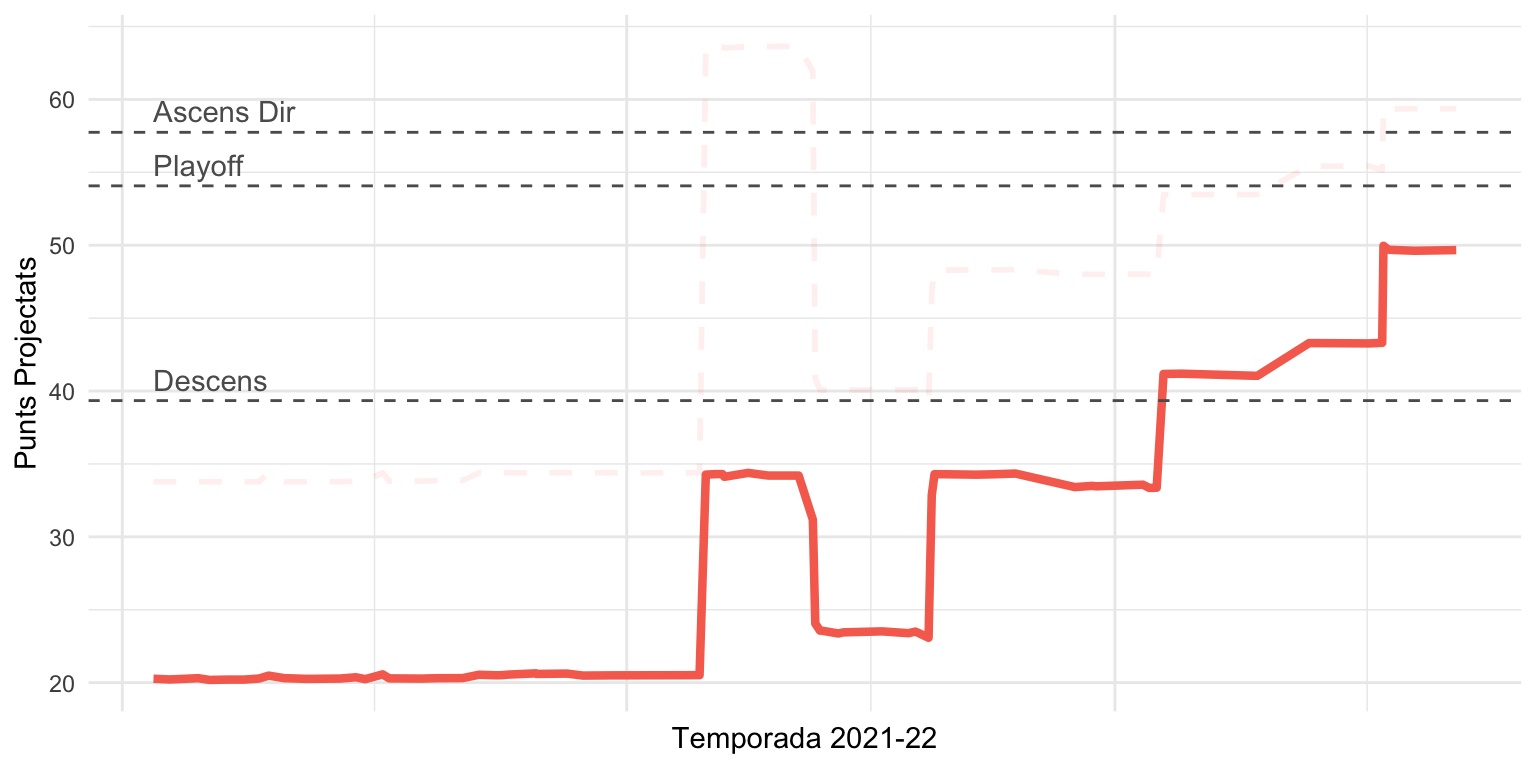 60
Ascens Dir
Playoff
50
Punts Projectats
40
Descens
30
20
Temporada 2021-22